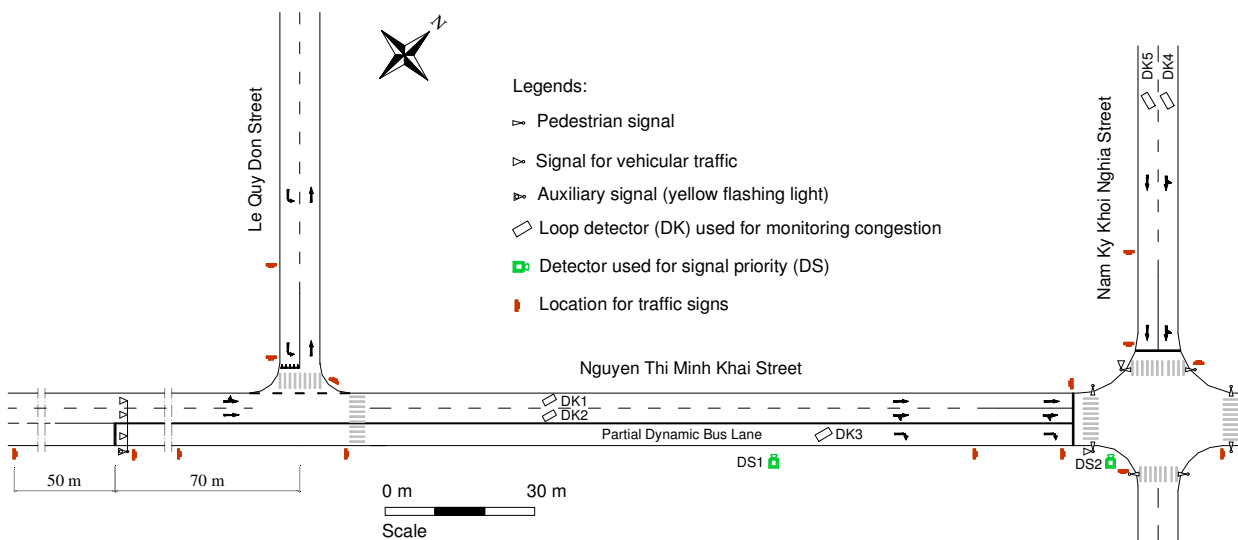 N
Le Quy Don Street
Legends:
Pedestrian signal
Signal for vehicular traffic
Auxiliary signal (yellow flashing light)
Loop detector (DK) used for monitoring congestion
Detector used for signal priority (DS)
Location for traffic signs
DK5
DK4
Nam Ky Khoi Nghia Street
Nguyen Thi Minh Khai Street
DK1
DK2
Partial Dynamic Bus Lane
DK3
DS1
DS2
50 m
70 m
0 m
30 m
Scale